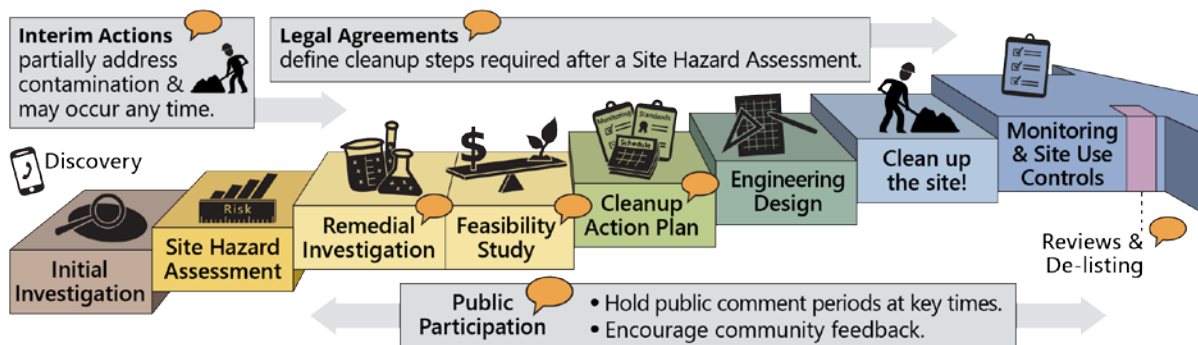 Interim Actions
partially address
contamination &
may occur any time.
Legal Agreements
define cleanup steps required after a Site Hazard Assessment.
Discovery
Initial
Investigation
Risk
Site Hazard
Assessment
Remedial
Investigation
$
Feasibility
Study
Monitoring
Standards
Schedule
Cleanup
Action Plan
Engineering
Design
Clean up
the site!
Monitoring
& Site Use
Controls
Reviews &
De-listing
Public
Participation
• Hold public comment periods at key times.
• Encourage community feedback.